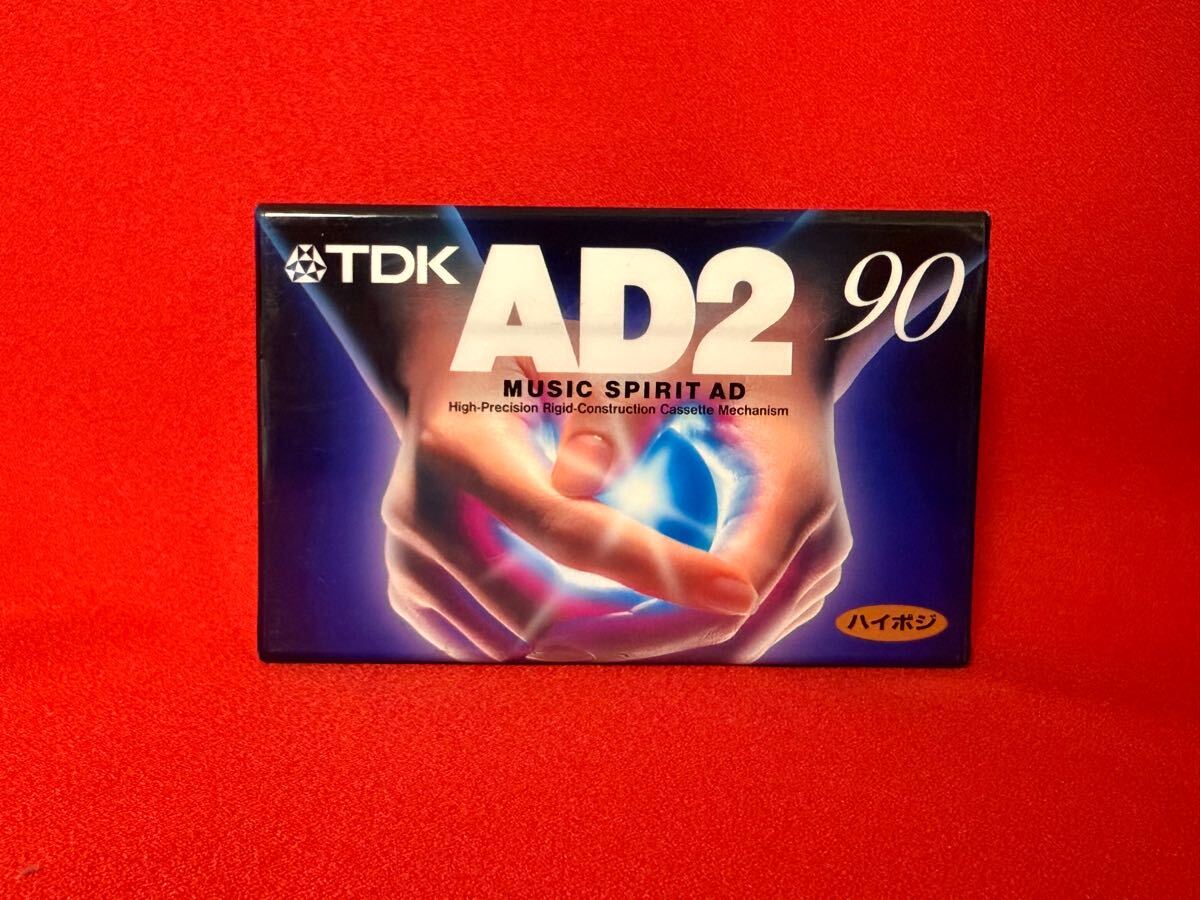 TDK AD2 90
MUSIC SPIRIT AD
High-Precision Rigid-Construction Cassette Mechanism
ハイポジ